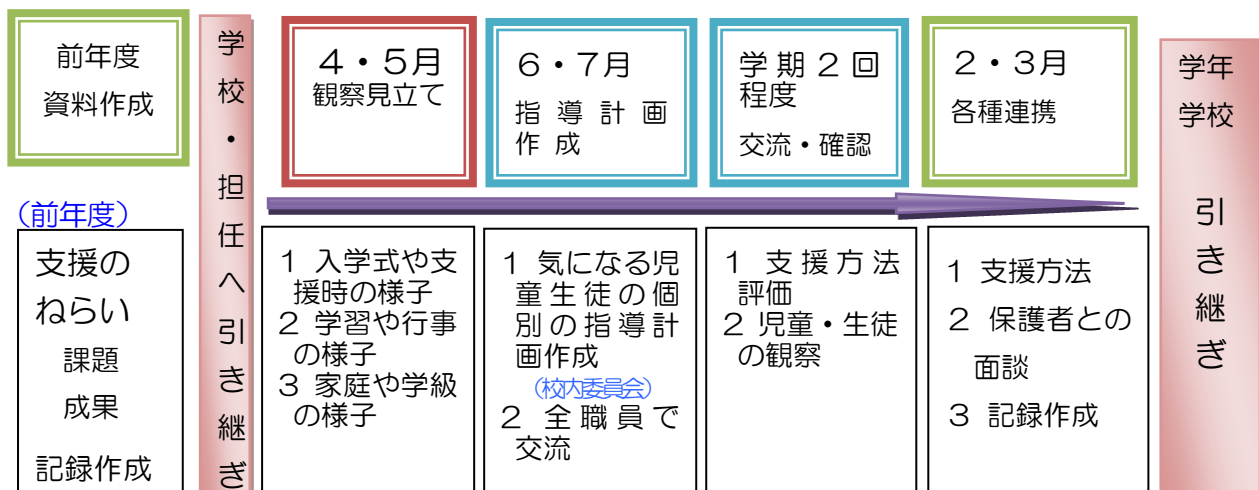 前年度
資料作成
学校・担任へ引き継ぎ
4・5月
観察見立て
6・7月
指導計画
作成
学期2回
程度
交流・確認
2・3月
各種連携
学年
学校
引き継ぎ
（前年度）
支援の
ねらい
課題
成果
記録作成
1 入学式や支
援時の様子
2 学習や行事
の様子
3 家庭や学級
の様子
1 気になる児
童生徒の個
別の指導計
画作成
（校内委員会）
2 全職員で
交流
1 支援方法
評価
2 児童・生徒
の観察
1 支援方法
2 保護者との
面談
3 記録作成